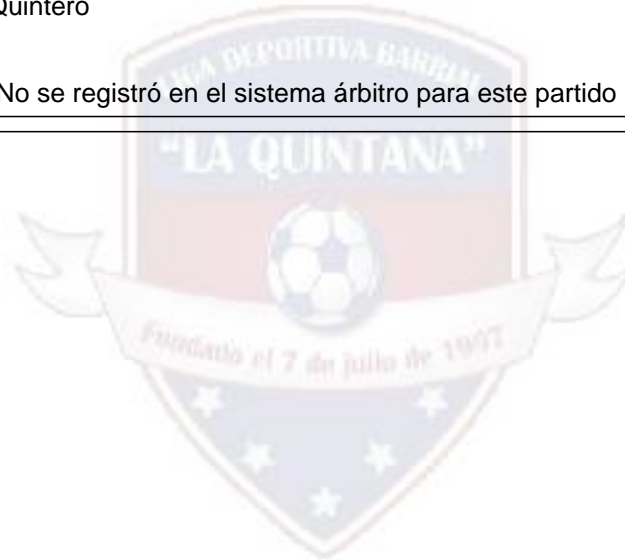 Quintero
LIGA DEPORTIVA BARRIAL
No se registró en el sistema árbitro para este partido
"LA QUINTANA"
Fundado el 7 de julio de